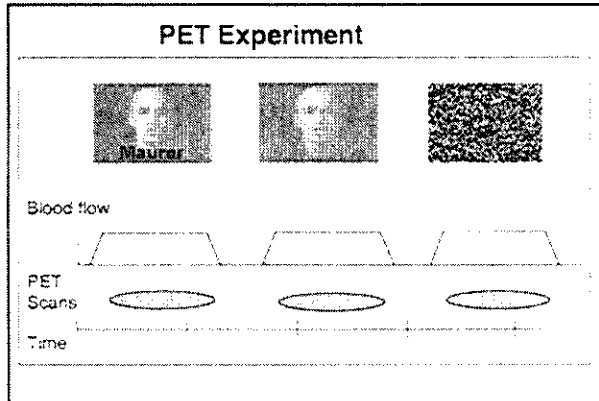 PET Experiment
Maurer
Blood flow
PET
Scans
Time